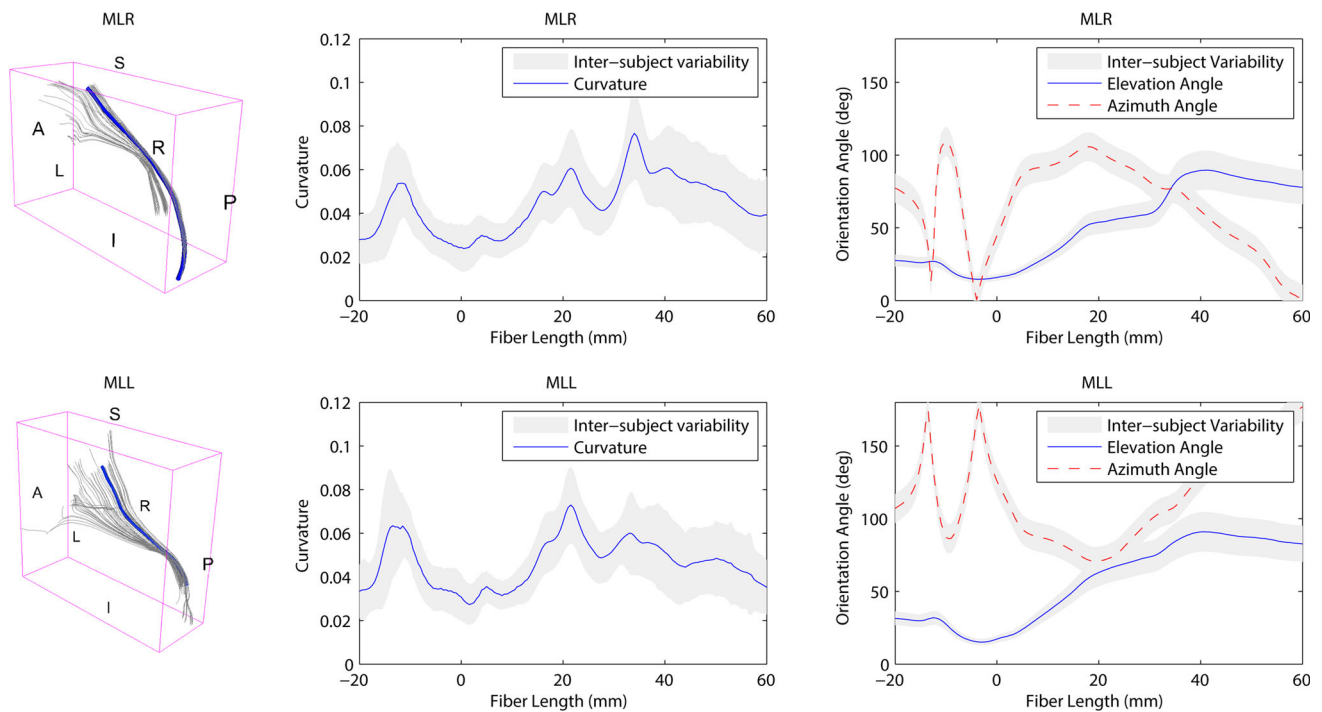 MLR
S
A
R
L
P
I
MLR
0.12
0.1
0.08
0.06
0.04
0.02
0
Curvature
Inter−subject variability
Curvature
−20 0 20 40 60
Fiber Length (mm)
MLR
150
100
50
0
Orientation Angle (deg)
Inter−subject Variability
Elevation Angle
Azimuth Angle
−20 0 20 40 60
Fiber Length (mm)
MLL
S
A
R
L
P
I
MLL
0.12
0.1
0.08
0.06
0.04
0.02
0
Curvature
Inter−subject variability
Curvature
−20 0 20 40 60
Fiber Length (mm)
MLL
150
100
50
0
Orientation Angle (deg)
Inter−subject Variability
Elevation Angle
Azimuth Angle
−20 0 20 40 60
Fiber Length (mm)